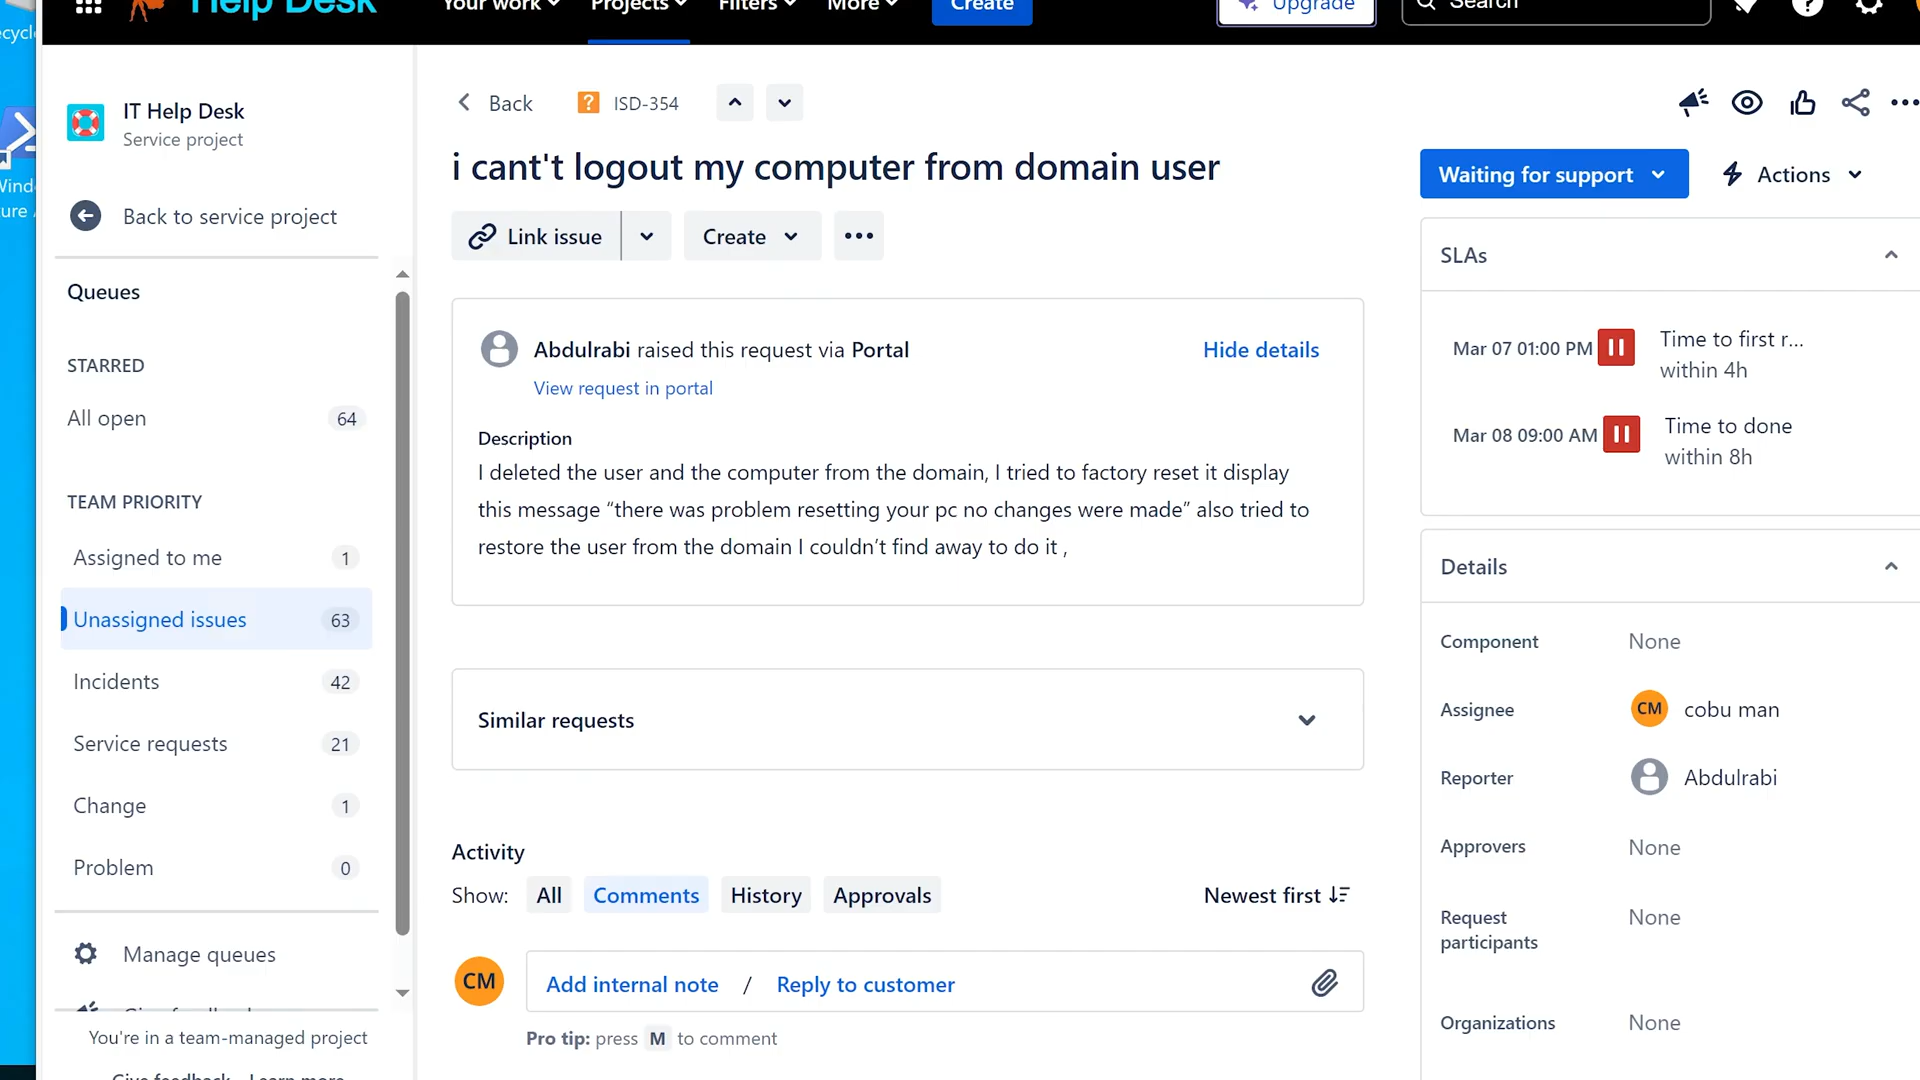 ecycle
Wind
ure A
Help Desk
Your work
Projects
Filters
More
Create
Upgrade
Search
IT Help Desk
Service project
Back to service project
Queues
STARRED
All open 64
TEAM PRIORITY
Assigned to me 1
Unassigned issues 63
Incidents 42
Service requests 21
Change 1
Problem 0
Manage queues
Give feedback
You're in a team-managed project
Give feedback Learn more
Back ISD-354
i cant't logout my computer from domain user
Link issue Create
Abdulrabi raised this request via Portal Hide details
View request in portal
Description
I deleted the user and the computer from the domain, I tried to factory reset it display
this message “there was problem resetting your pc no changes were made” also tried to
restore the user from the domain I couldn’t find away to do it ,
Similar requests
Activity
Show: All Comments History Approvals Newest first
CM Add internal note / Reply to customer
Pro tip: press M to comment
Waiting for support Actions
SLAs
Mar 07 01:00 PM Time to first r...
within 4h
Mar 08 09:00 AM Time to done
within 8h
Details
Component None
Assignee CM cobu man
Reporter Abdulrabi
Approvers None
Request
participants None
Organizations None